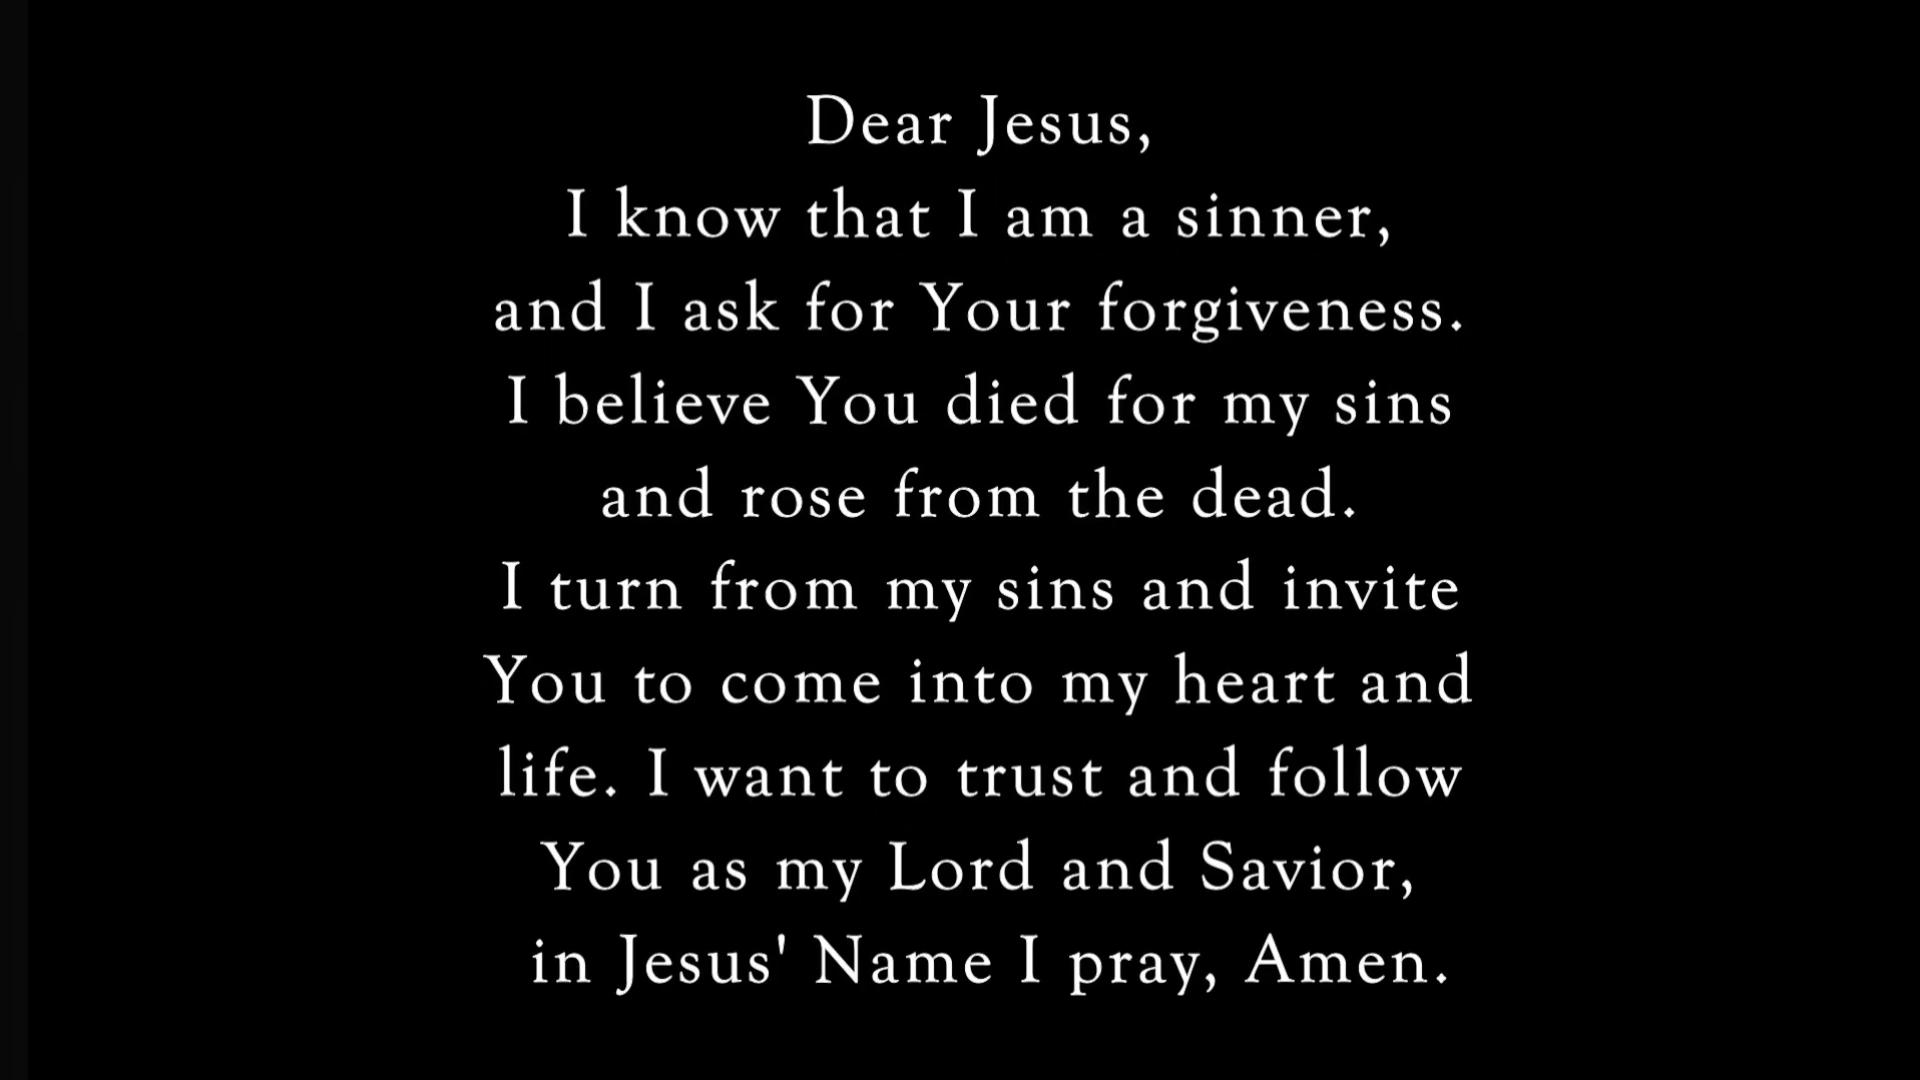 Dear Jesus,
I know that I am a sinner,
and I ask for Your forgiveness.
I believe You died for my sins
and rose from the dead.
I turn from my sins and invite
You to come into my heart and
life. I want to trust and follow
You as my Lord and Savior,
in Jesus' Name I pray, Amen.